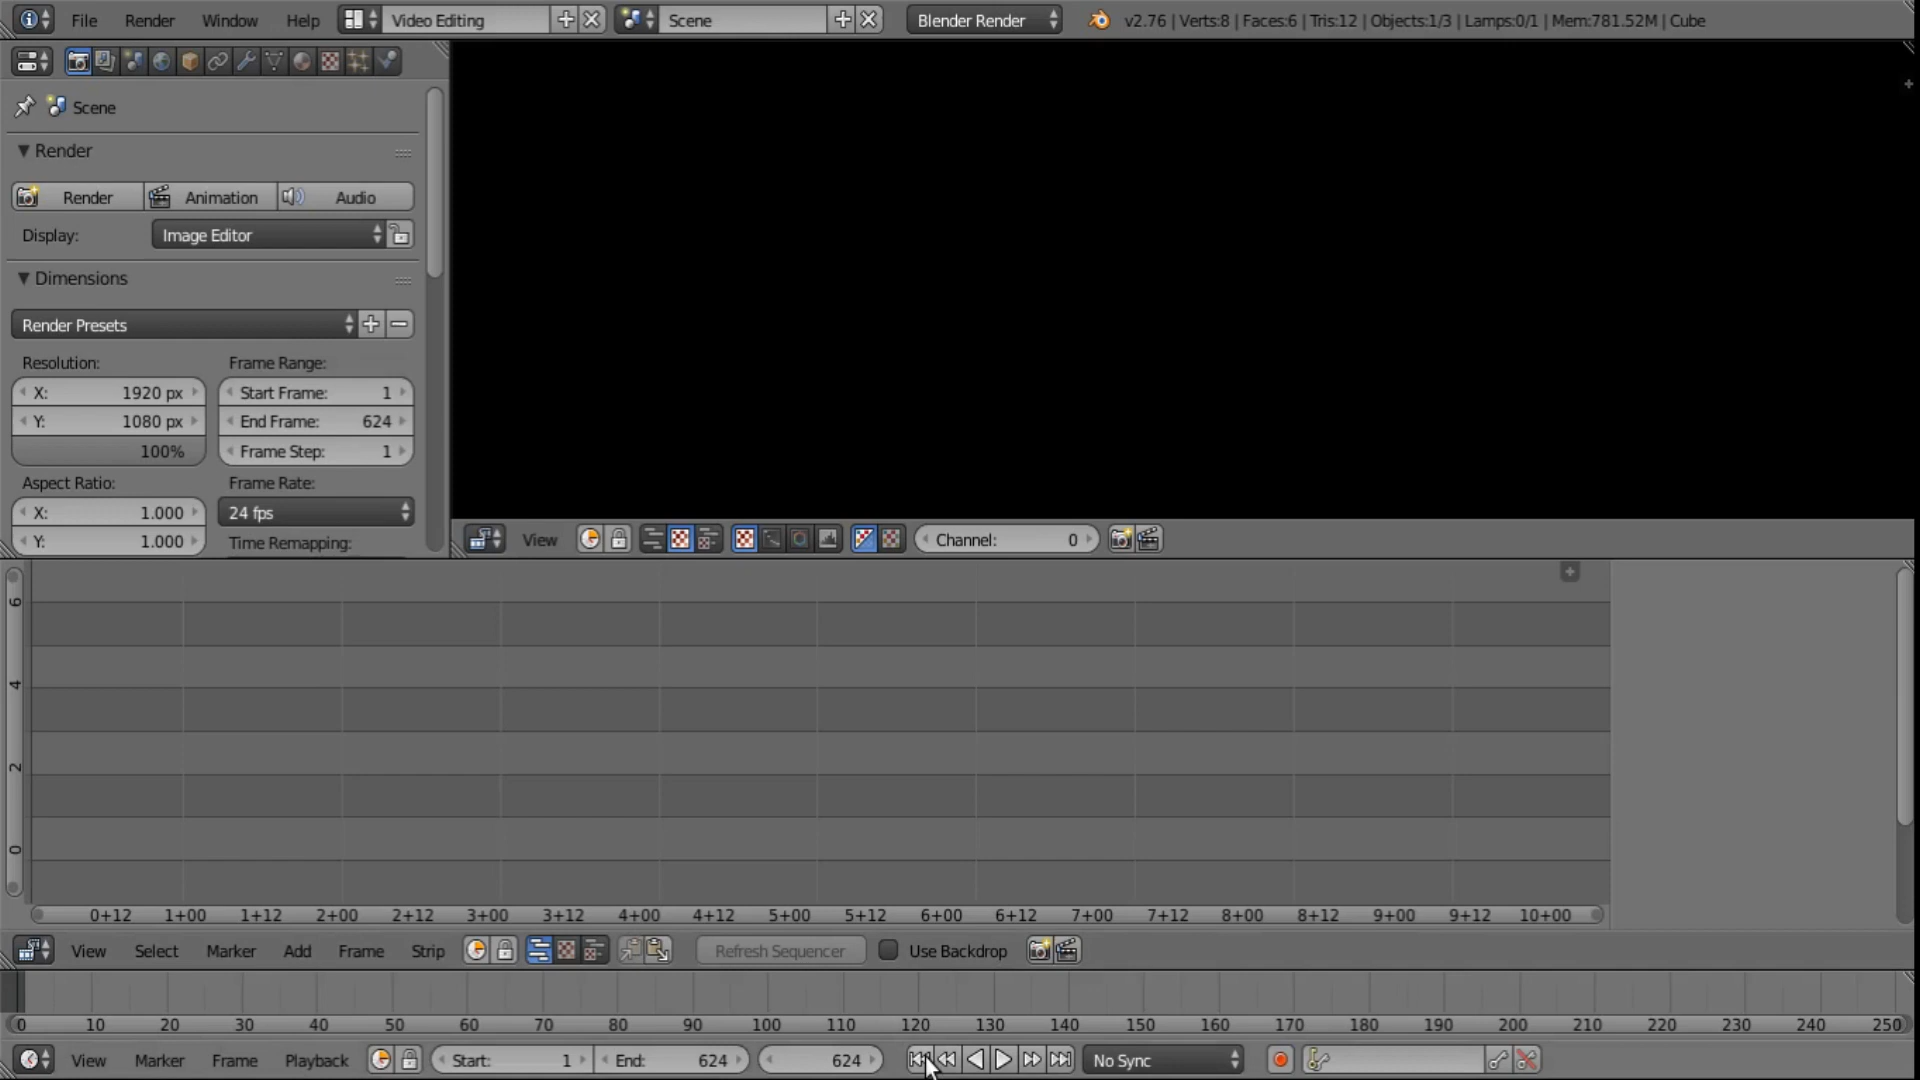 File Render Window Help Video Editing Scene Blender Render v2.76 | Verts:8 | Faces:6 | Tris:12 | Objects:1/3 | Lamps:0/1 | Mem:781.52M | Cube
Scene
Render
Render Animation Audio
Display: Image Editor
Dimensions
Render Presets
Resolution: Frame Range:
X: 1920 px Start Frame: 1
Y: 1080 px End Frame: 624
100% Frame Step: 1
Aspect Ratio: Frame Rate:
X: 1.000 24 fps
Y: 1.000 Time Remapping:
View Channel: 0
6
4
2
0
0+12 1+00 1+12 2+00 2+12 3+00 3+12 4+00 4+12 5+00 5+12 6+00 6+12 7+00 7+12 8+00 8+12 9+00 9+12 10+00
View Select Marker Add Frame Strip Refresh Sequencer Use Backdrop
0 10 20 30 40 50 60 70 80 90 100 110 120 130 140 150 160 170 180 190 200 210 220 230 240 250
View Marker Frame Playback Start: 1 End: 624 624 No Sync